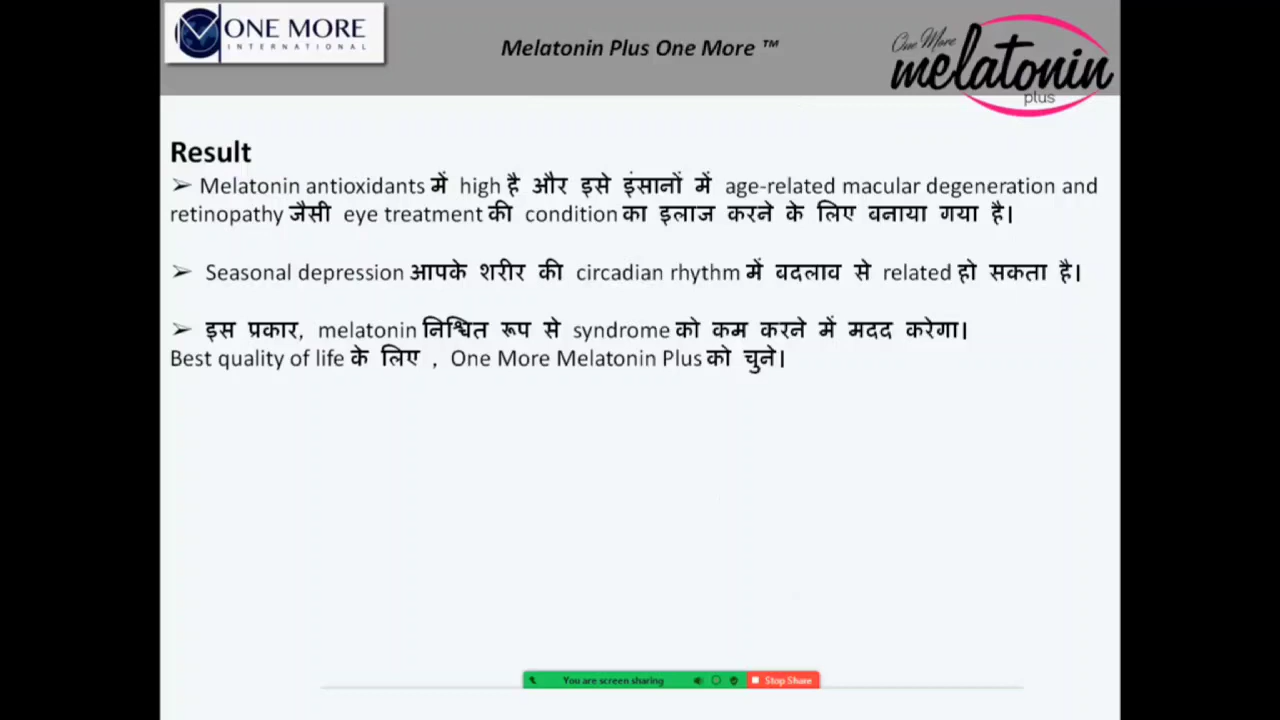 ONE MORE
INTERNATIONAL
Melatonin Plus One More ™
One More
melatonin
plus
Result
➢ Melatonin antioxidants में high है और इसे इंसानों में age-related macular degeneration and
retinopathy जैसी eye treatment की condition का इलाज करने के लिए बनाया गया है।
➢ Seasonal depression आपके शरीर की circadian rhythm में बदलाव से related हो सकता है।
➢ इस प्रकार, melatonin निश्चित रूप से syndrome को कम करने में मदद करेगा।
Best quality of life के लिए , One More Melatonin Plus को चुने।
You are screen sharing
Stop Share